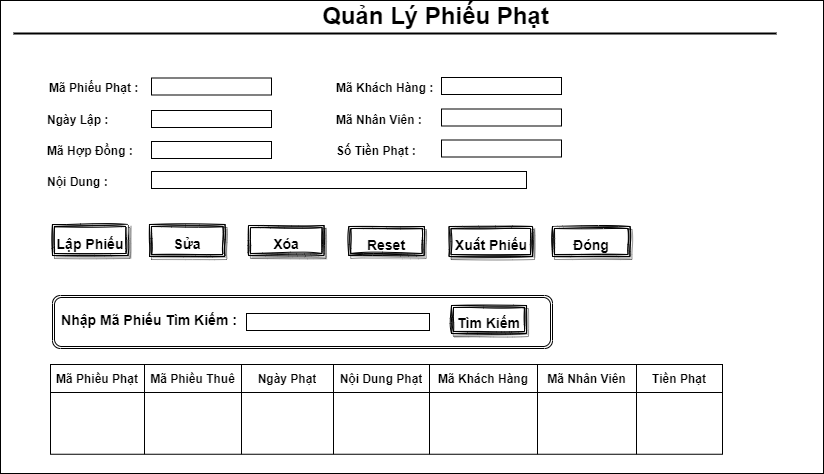 Quản Lý Phiếu Phạt
Mã Phiếu Phạt :
Mã Khách Hàng :
Ngày Lập :
Mã Nhân Viên :
Mã Hợp Đồng :
Số Tiền Phạt :
Nội Dung :
Lập Phiếu Sửa Xóa Reset Xuất Phiếu Đóng
Nhập Mã Phiếu Tìm Kiếm : Tìm Kiếm
Mã Phiều Phạt Mã Phiều Thuê Ngày Phạt Nội Dung Phạt Mã Khách Hàng Mã Nhân Viên Tiền Phạt